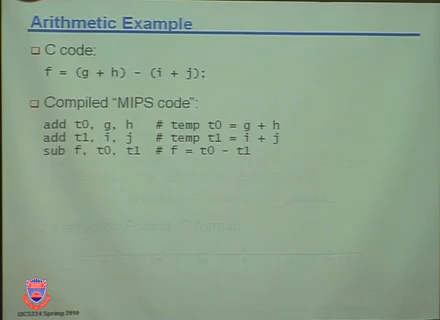 Arithmetic Example
C code:
f = (g + h) - (i + j);
Compiled "MIPS code":
add t0, g, h # temp t0 = g + h
add t1, i, j # temp t1 = i + j
sub f, t0, t1 # f = t0 - t1
Spring